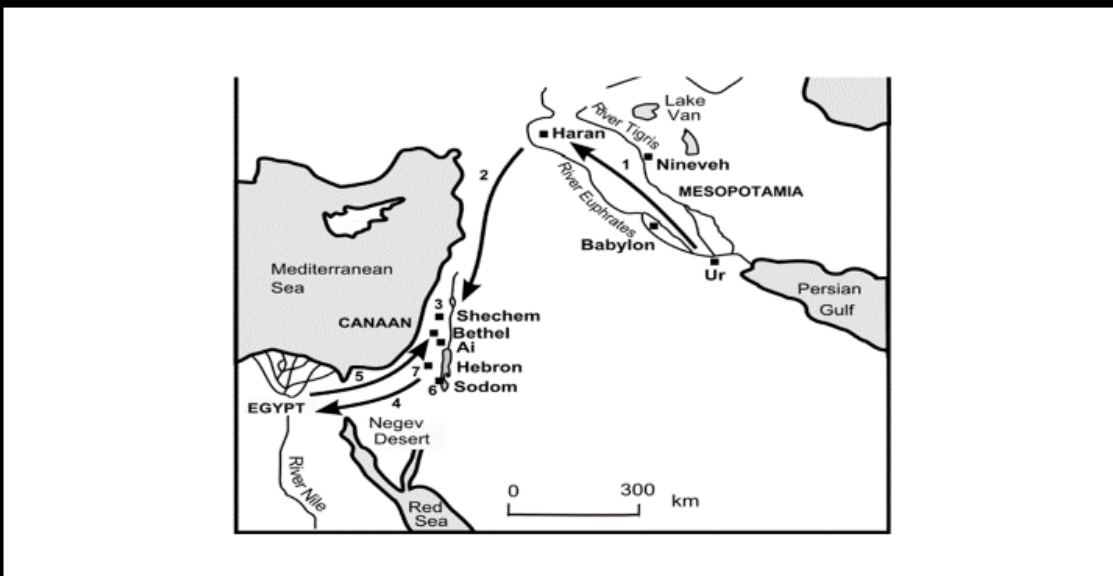 Lake
Van
River Tigris
Haran
1
Nineveh
2
MESOPOTAMIA
River Euphrates
Babylon
Ur
Mediterranean
Sea
Persian
Gulf
3
Shechem
CANAAN
Bethel
Ai
5
7
Hebron
6
Sodom
4
EGYPT
Negev
Desert
River Nile
Red
Sea
0 300 km